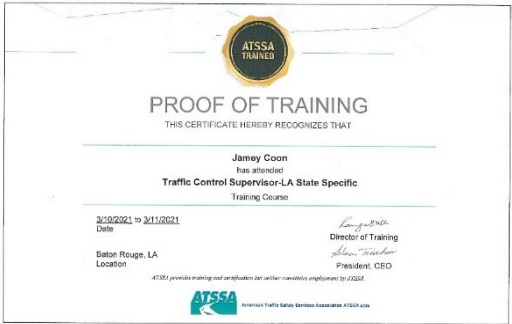 ATSSA
TRAINED
PROOF OF TRAINING
THIS CERTIFICATE HEREBY RECOGNIZES THAT
Jamey Coon
has attended
Traffic Control Supervisor-LA State Specific
Training Course
3/10/2021 to 3/11/2021
Date
Director of Training
Baton Rouge, LA
Location
President, CEO
ATSSA provides training and certification but neither constitutes employment by ATSSA.
ATSSA
American Traffic Safety Services Association ATSSA.com